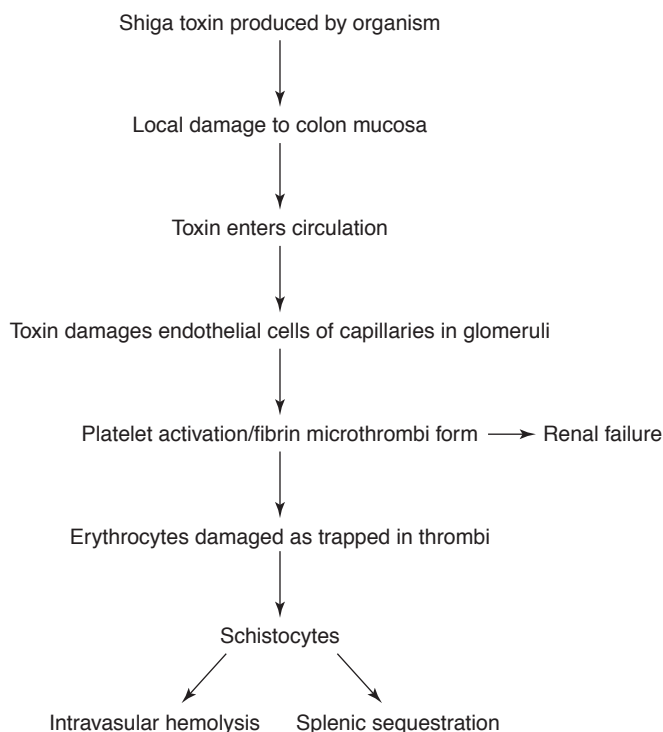 Shiga toxin produced by organism
Local damage to colon mucosa
Toxin enters circulation
Toxin damages endothelial cells of capillaries in glomeruli
Platelet activation/fibrin microthrombi form
Renal failure
Erythrocytes damaged as trapped in thrombi
Schistocytes
Intravasular hemolysis
Splenic sequestration